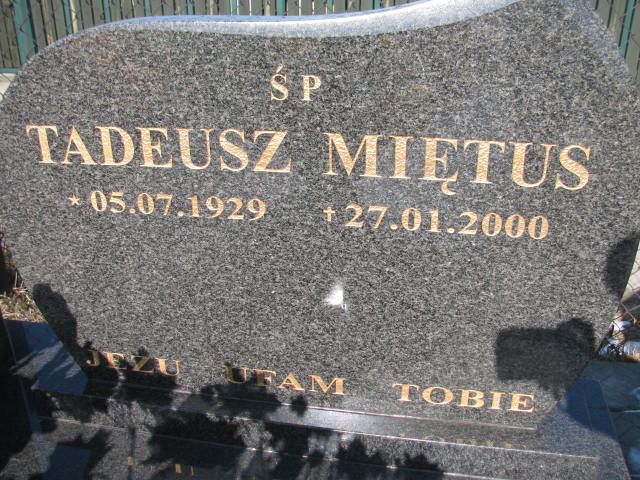 ŚP
TADEUSZ MIĘTUS
* 05.07.1929 † 27.01.2000
JEZU UFAM TOBIE